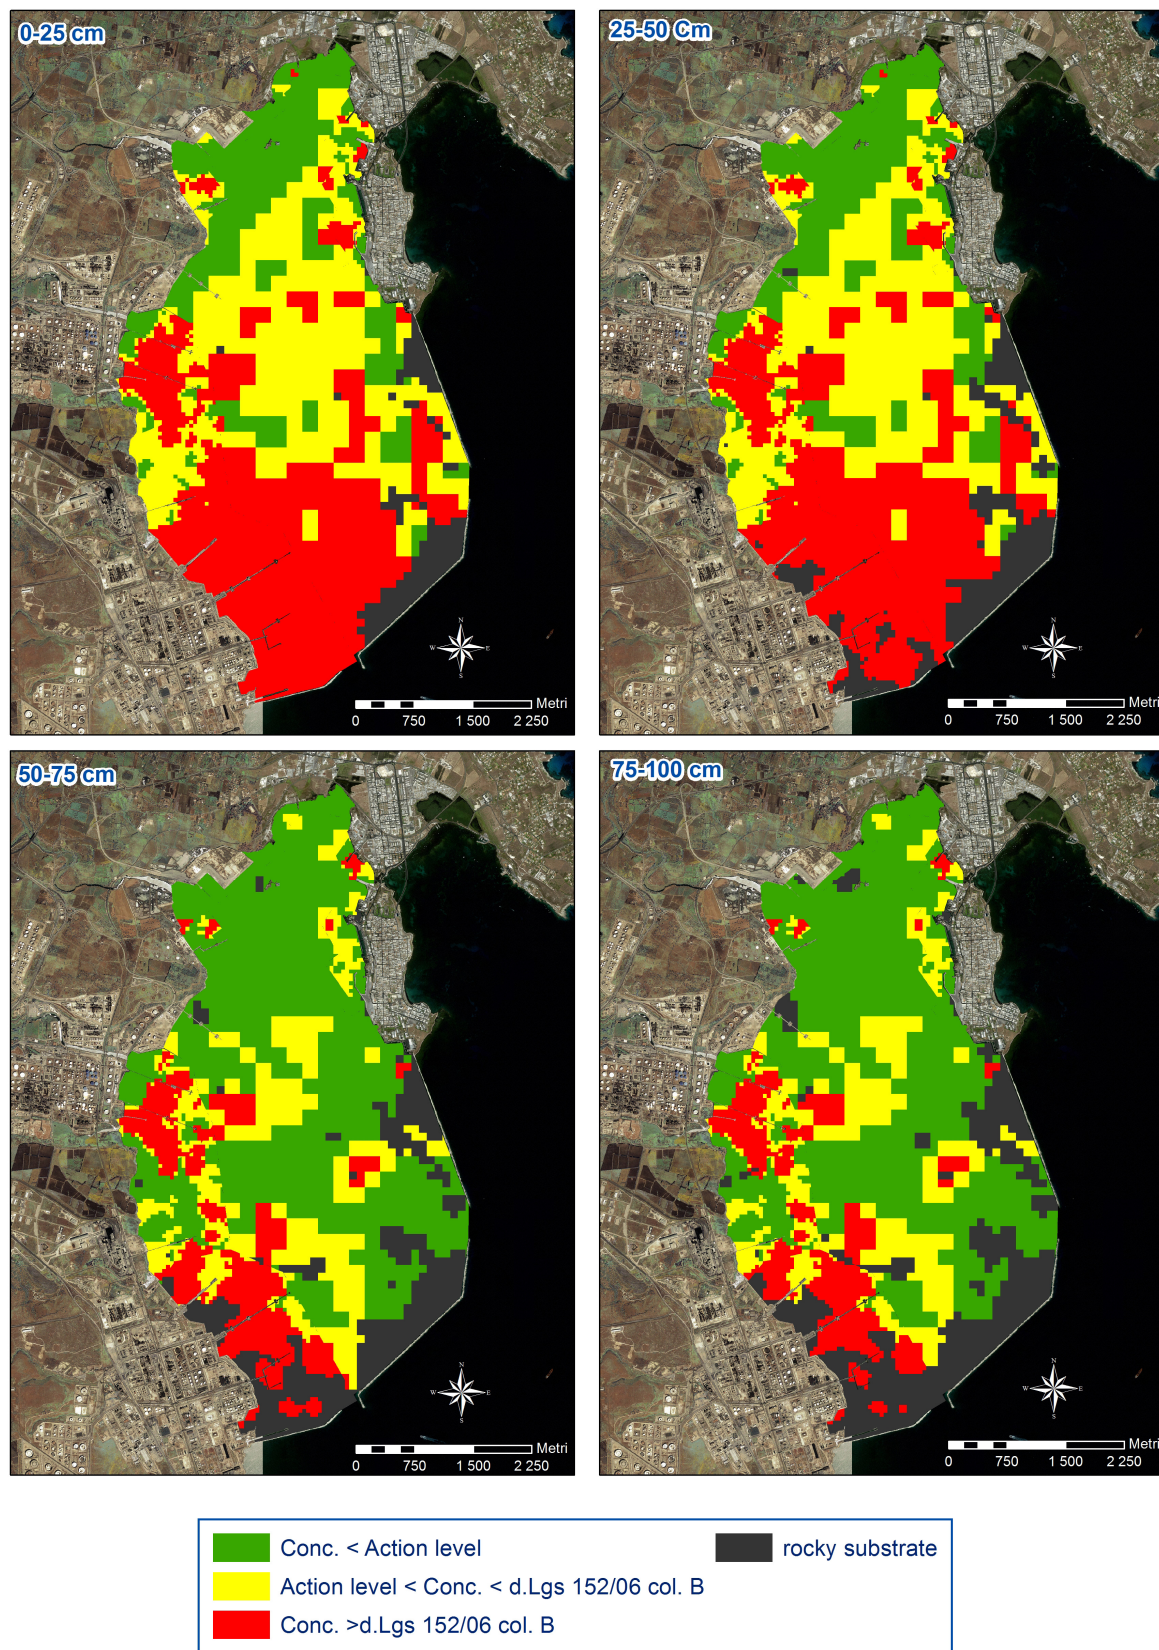 0-25 cm
25-50 Cm
N
W E
S
Metri
0 750 1 500 2 250
N
W E
S
Metri
0 750 1 500 2 250
50-75 cm
75-100 cm
N
W E
S
Metri
0 750 1 500 2 250
N
W E
S
Metri
0 750 1 500 2 250
Conc. < Action level
rocky substrate
Action level < Conc. < d.Lgs 152/06 col. B
Conc. >d.Lgs 152/06 col. B